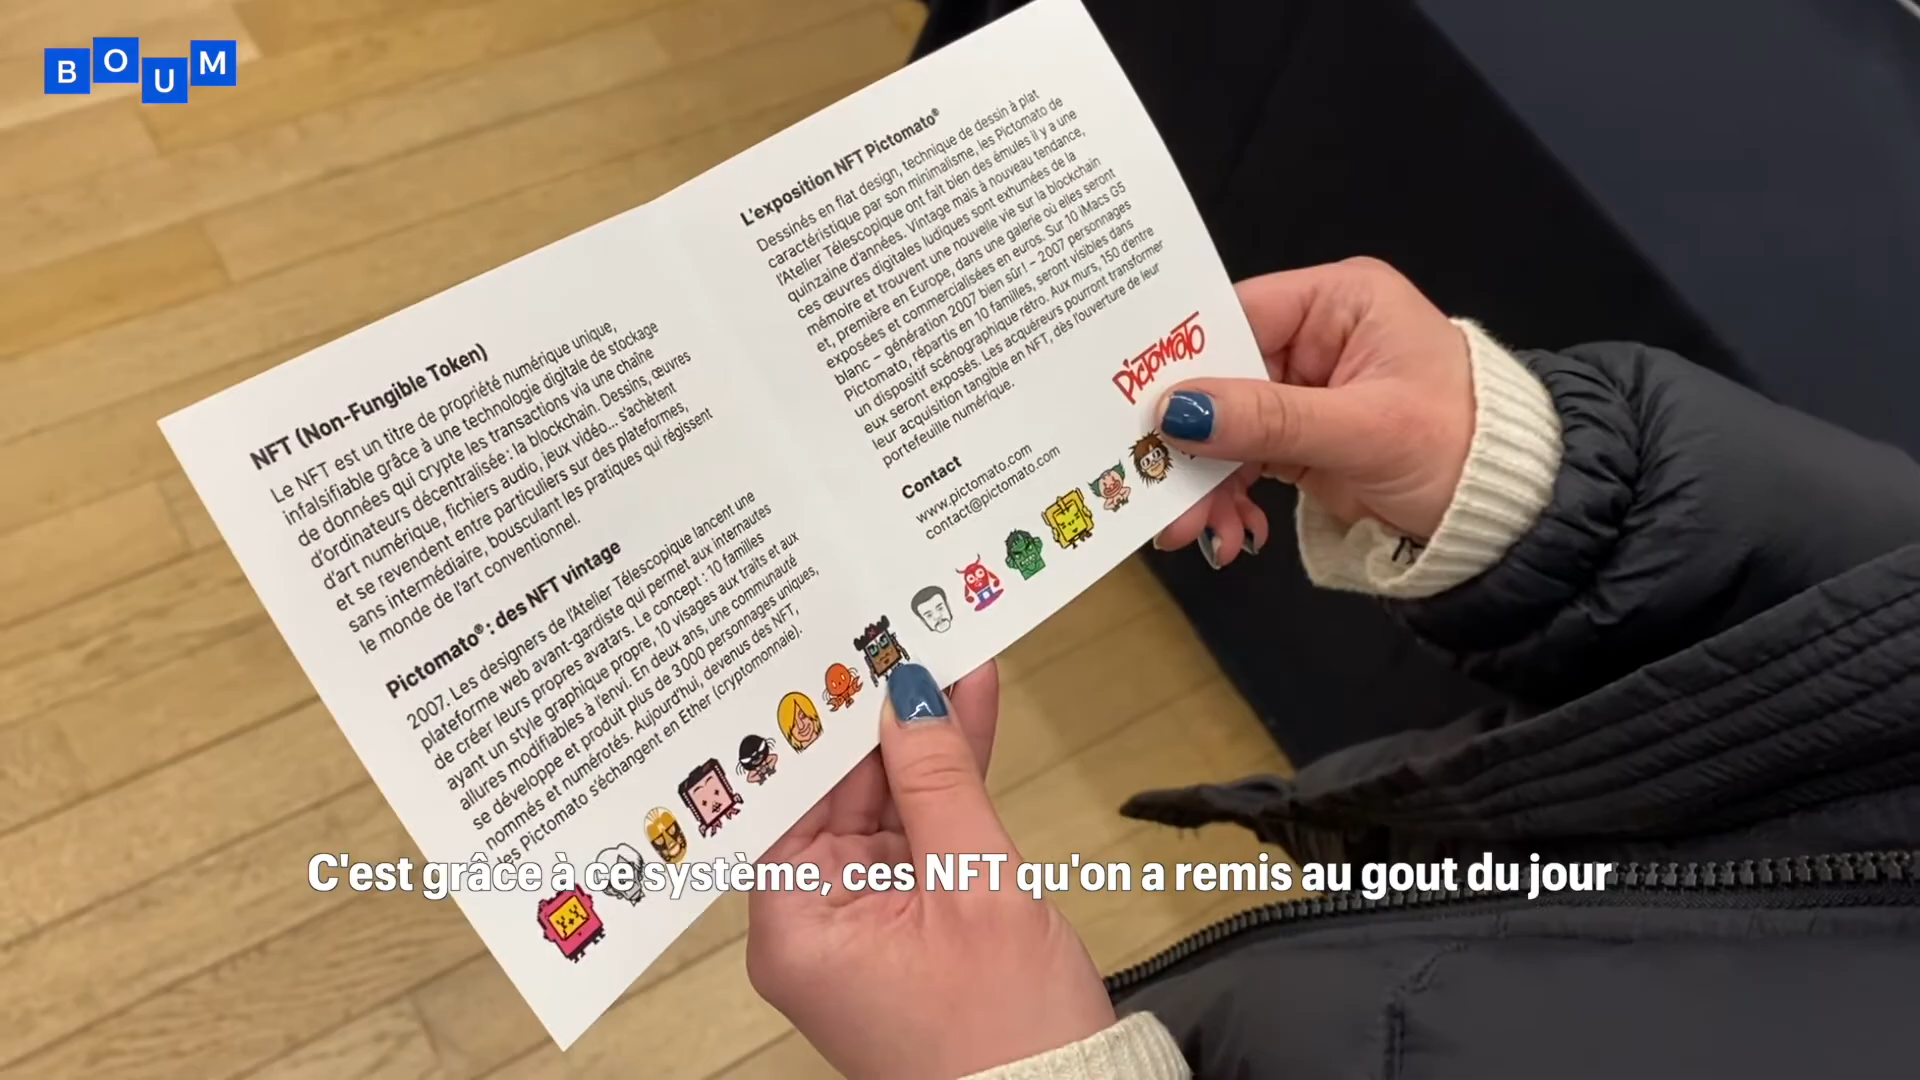 BOUM
NFT (Non-Fungible Token)
Le NFT est un titre de propriété numérique unique,
infalsifiable grâce à une technologie digitale de stockage
de données qui crypte les transactions via une chaîne
d'ordinateurs décentralisée : la blockchain. Dessins, œuvres
d'art numérique, fichiers audio, jeux vidéo... s'achètent
et se revendent entre particuliers sur des plateformes,
sans intermédiaire, bousculant les pratiques qui régissent
le monde de l'art conventionnel.
Pictomato® : des NFT vintage
2007. Les designers de l'Atelier Télescopique lancent une
plateforme web avant-gardiste qui permet aux internautes
de créer leurs propres avatars. Le concept : 10 familles
ayant un style graphique propre, 10 visages aux traits et aux
allures modifiables à l'envi. En deux ans, une communauté
se développe et produit plus de 3000 personnages uniques,
nommés et numérotés. Aujourd'hui, devenus des NFT,
les Pictomato s'échangent en Ether (cryptomonnaie).
L'exposition NFT Pictomato®
Dessinés en flat design, technique de dessin à plat
caractéristique par son minimalisme, les Pictomato de
l'Atelier Télescopique ont fait bien des émules il y a une
quinzaine d'années. Vintage mais à nouveau tendance,
ces œuvres digitales ludiques sont exhumées de la
mémoire et trouvent une nouvelle vie sur la blockchain
et, première en Europe, dans une galerie où elles seront
exposées et commercialisées en euros. Sur 10 iMacs G5
blanc – génération 2007 bien sûr! – 2007 personnages
Pictomato, répartis en 10 familles, seront visibles dans
un dispositif scénographique rétro. Aux murs, 150 d'entre
eux seront exposés. Les acquéreurs pourront transformer
leur acquisition tangible en NFT, dès l'ouverture de leur
portefeuille numérique.
PICTOMATO
Contact
www.pictomato.com
contact@pictomato.com
C'est grâce à ce système, ces NFT qu'on a remis au gout du jour